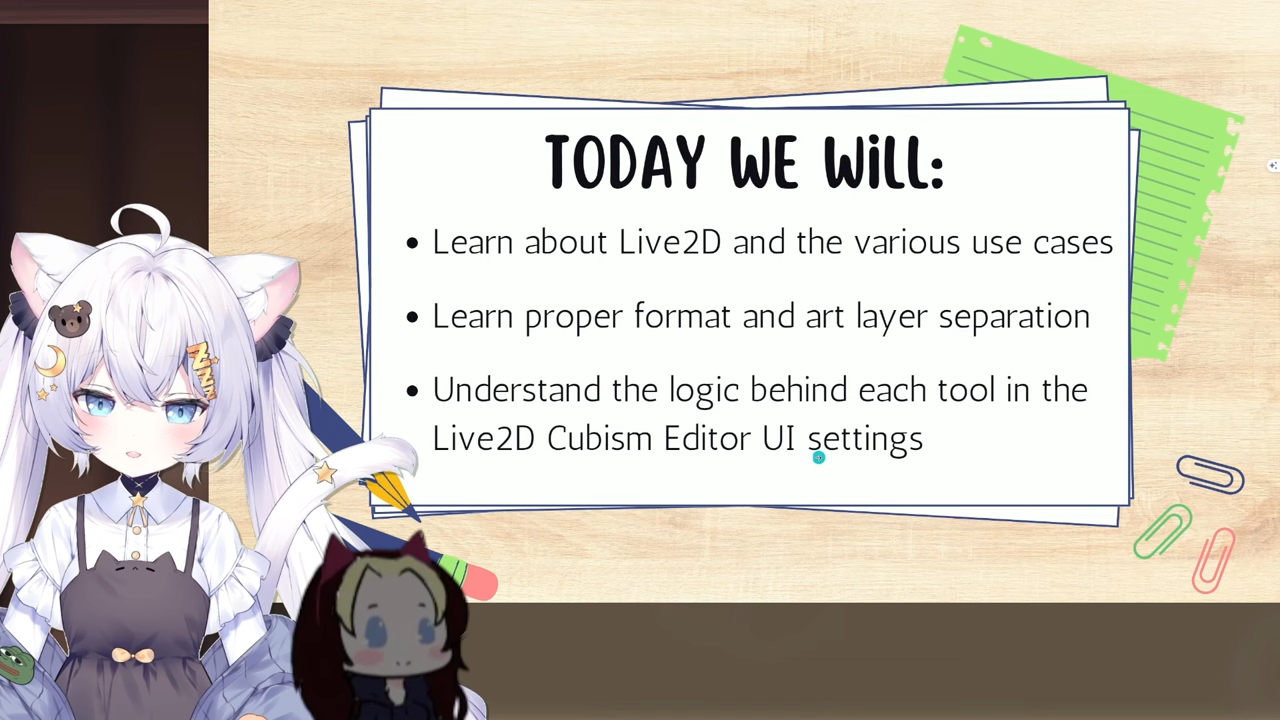 TODAY WE WiLL:
• Learn about Live2D and the various use cases
• Learn proper format and art layer separation
• Understand the logic behind each tool in the
Live2D Cubism Editor UI settings
ZZZ